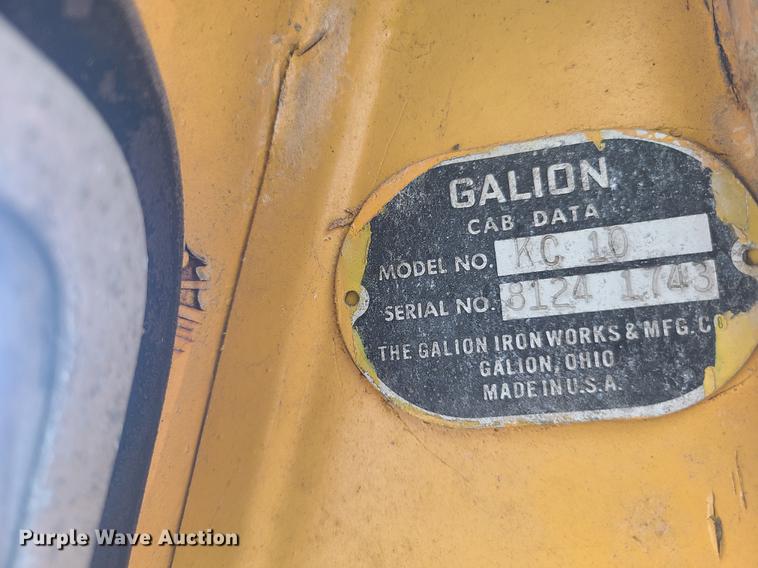 GALION
CAB DATA
MODEL NO. KC 10
SERIAL NO. 8124 1743
THE GALION IRON WORKS & MFG. CO
GALION, OHIO
MADE IN U.S.A.
Purple Wave Auction